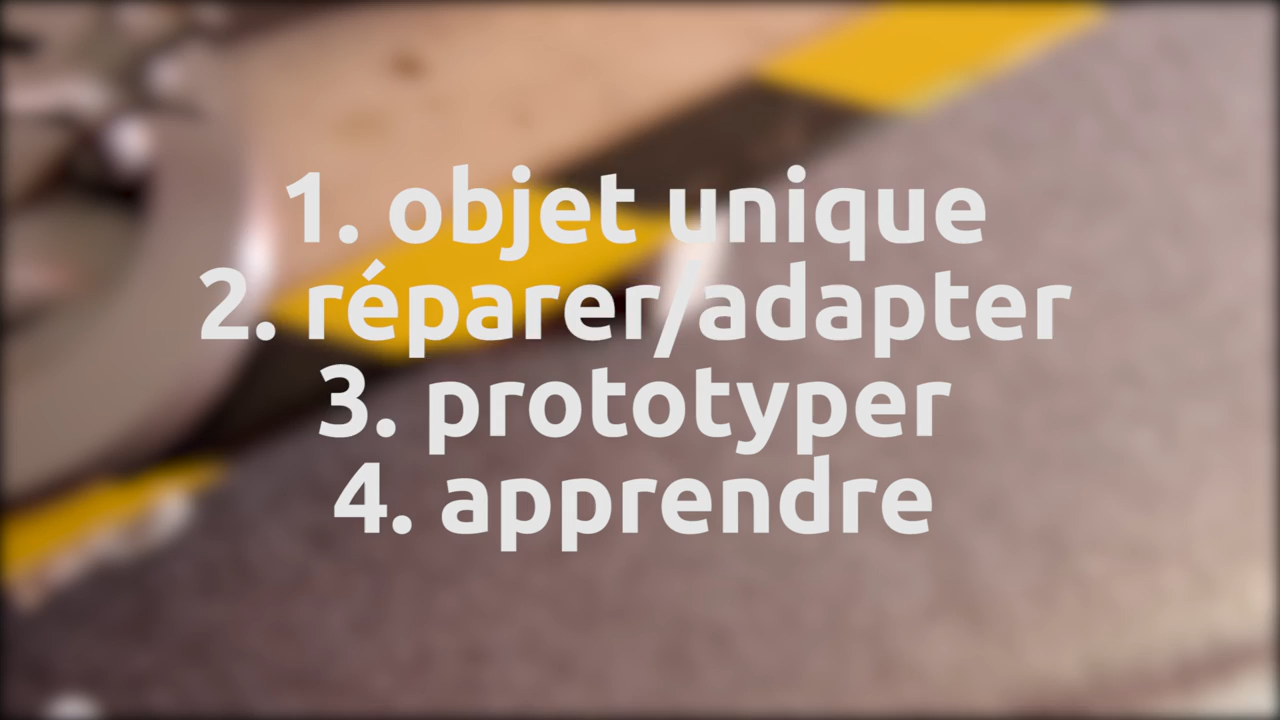 1. objet unique
2. réparer/adapter
3. prototyper
4. apprendre